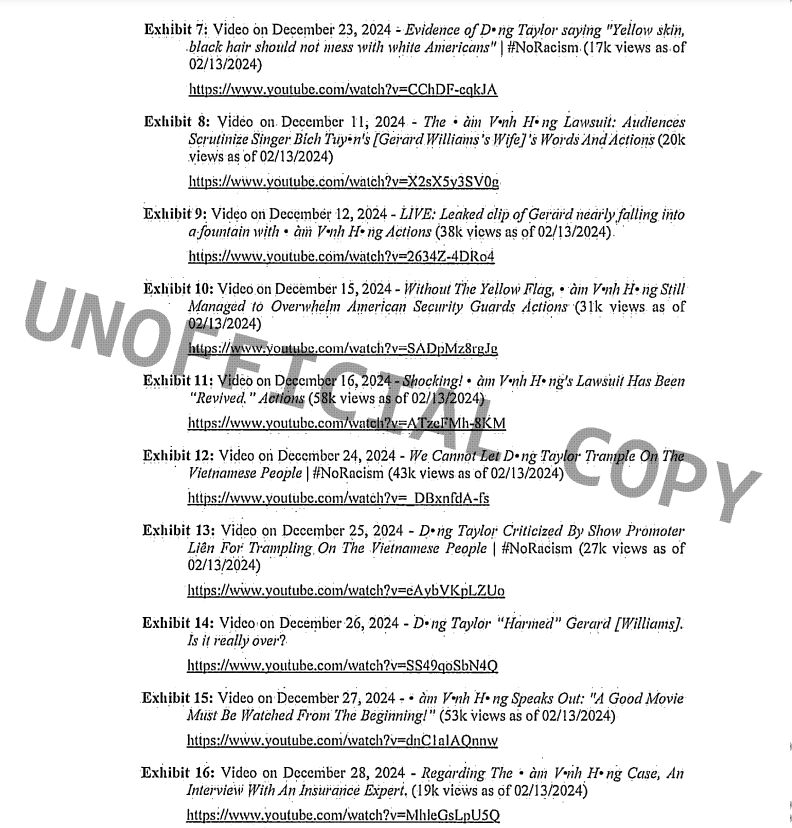 Exhibit 7: Video on December 23, 2024 - Evidence of D•ng Taylor saying "Yellow skin,
black hair should not mess with white Americans" | #NoRacism (17k views as of
02/13/2024)
https://www.youtube.com/watch?v=CChDF-cqkJA
Exhibit 8: Video on December 11, 2024 - The • àm V•nh H•ng Lawsuit: Audiences
Scrutinize Singer Bich Tuy•n's [Gerard Williams's Wife]'s Words And Actions (20k
views as of 02/13/2024)
https://www.youtube.com/watch?v=X2sX5y3SV0g
Exhibit 9: Video on December 12, 2024 - LIVE: Leaked clip of Gerard nearly falling into
a fountain with • àm V•nh H•ng Actions (38k views as of 02/13/2024)
https://www.youtube.com/watch?=2634Z-4DRo4
Exhibit 10: Video on December 15, 2024 - Without The Yellow Flag, • àm V•nh H•ng Still
Managed to Overwhelm American Security Guards Actions (31k views as of
02/13/2024)
https://www.youtube.com/watch?v=SADpMz8rgJg
Exhibit 11: Video on December 16, 2024 - Shocking! • àm V•nh H•ng's Lawsuit Has Been
"Revived." Actions (58k views as of 02/13/2024)
https://www.youtube.com/watch?v=ATzcFMh-8KM
Exhibit 12: Video on December 24, 2024 - We Cannot Let D•ng Taylor Trample On The
Vietnamese People | #NoRacism (43k views as of 02/13/2024)
https://www.youtube.com/watch?v=_DBxnfdA-fs
Exhibit 13: Video on December 25, 2024 - D•ng Taylor Criticized By Show Promoter
Liên For Trampling On The Vietnamese People | #NoRacism (27k views as of
02/13/2024)
https://www.youtube.com/watch?v=eAybVKpLZUo
Exhibit 14: Video on December 26, 2024 - D•ng Taylor "Harmed" Gerard [Williams].
Is it really over?
https://www.youtube.com/watch?v=SS49qoSbN4Q
Exhibit 15: Video on December 27, 2024 - • àm V•nh H•ng Speaks Out: "A Good Movie
Must Be Watched From The Beginning!" (53k views as of 02/13/2024)
https://www.youtube.com/watch?v=dnC1alAQnnw
Exhibit 16: Video on December 28, 2024 - Regarding The • àm V•nh H•ng Case, An
Interview With An Insurance Expert. (19k views as of 02/13/2024)
https://www.youtube.com/watch?v=MhleGsLpU5Q
UNOFFICIAL COPY